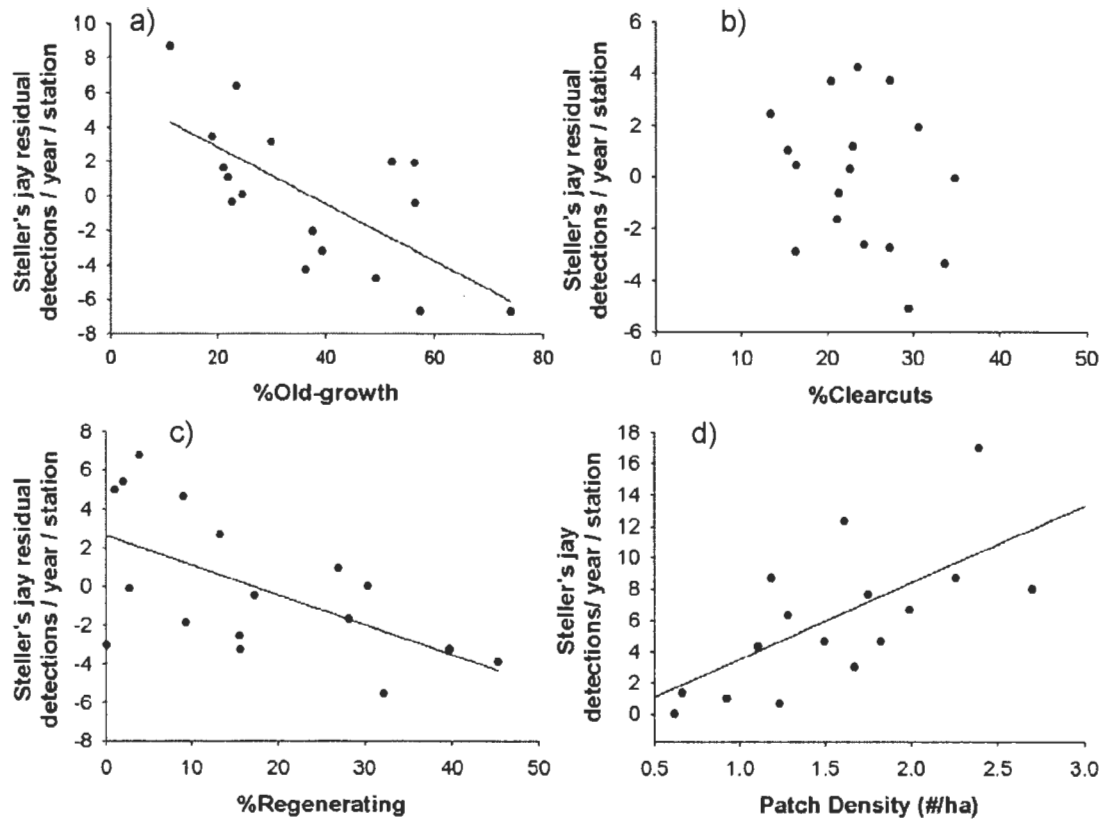 a)
Steller's jay residual
detections / year / station
10
8
6
4
2
0
-2
-4
-6
-8
0 20 40 60 80
%Old-growth
b)
Steller's jay residual
detections / year / station
6
4
2
0
-2
-4
-6
0 10 20 30 40 50
%Clearcuts
c)
Steller's jay residual
detections / year / station
8
6
4
2
0
-2
-4
-6
-8
0 10 20 30 40 50
%Regenerating
d)
Steller's jay
detections/ year / station
18
16
14
12
10
8
6
4
2
0
0.5 1.0 1.5 2.0 2.5 3.0
Patch Density (#/ha)